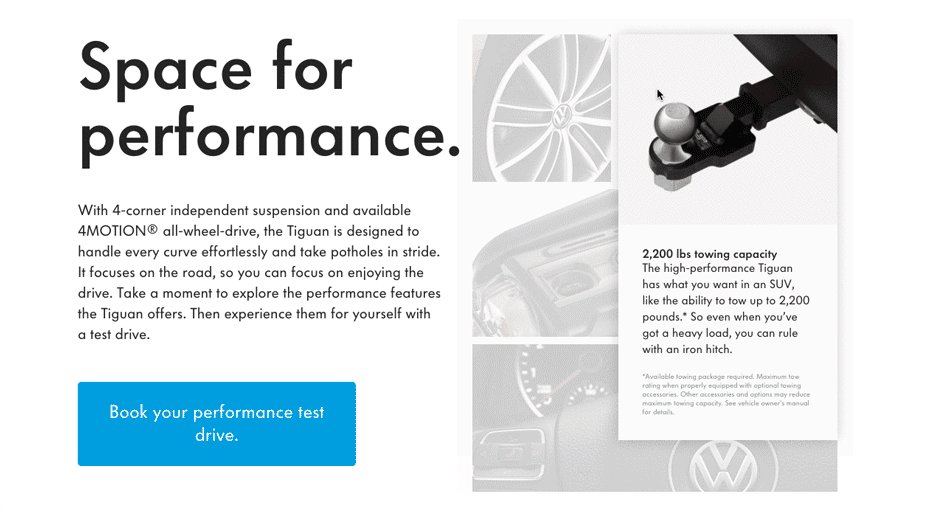 Space for
performance.
With 4-corner independent suspension and available
4MOTION® all-wheel-drive, the Tiguan is designed to
handle every curve effortlessly and take potholes in stride.
It focuses on the road, so you can focus on enjoying the
drive. Take a moment to explore the performance features
the Tiguan offers. Then experience them for yourself with
a test drive.
Book your performance test
drive.
2,200 lbs towing capacity
The high-performance Tiguan
has what you want in an SUV,
like the ability to tow up to 2,200
pounds.* So even when you’ve
got a heavy load, you can rule
with an iron hitch.
*Available towing package required. Maximum tow
rating when properly equipped with optional towing
accessories. Other accessories and options may reduce
maximum towing capacity. See vehicle owner’s manual
for details.